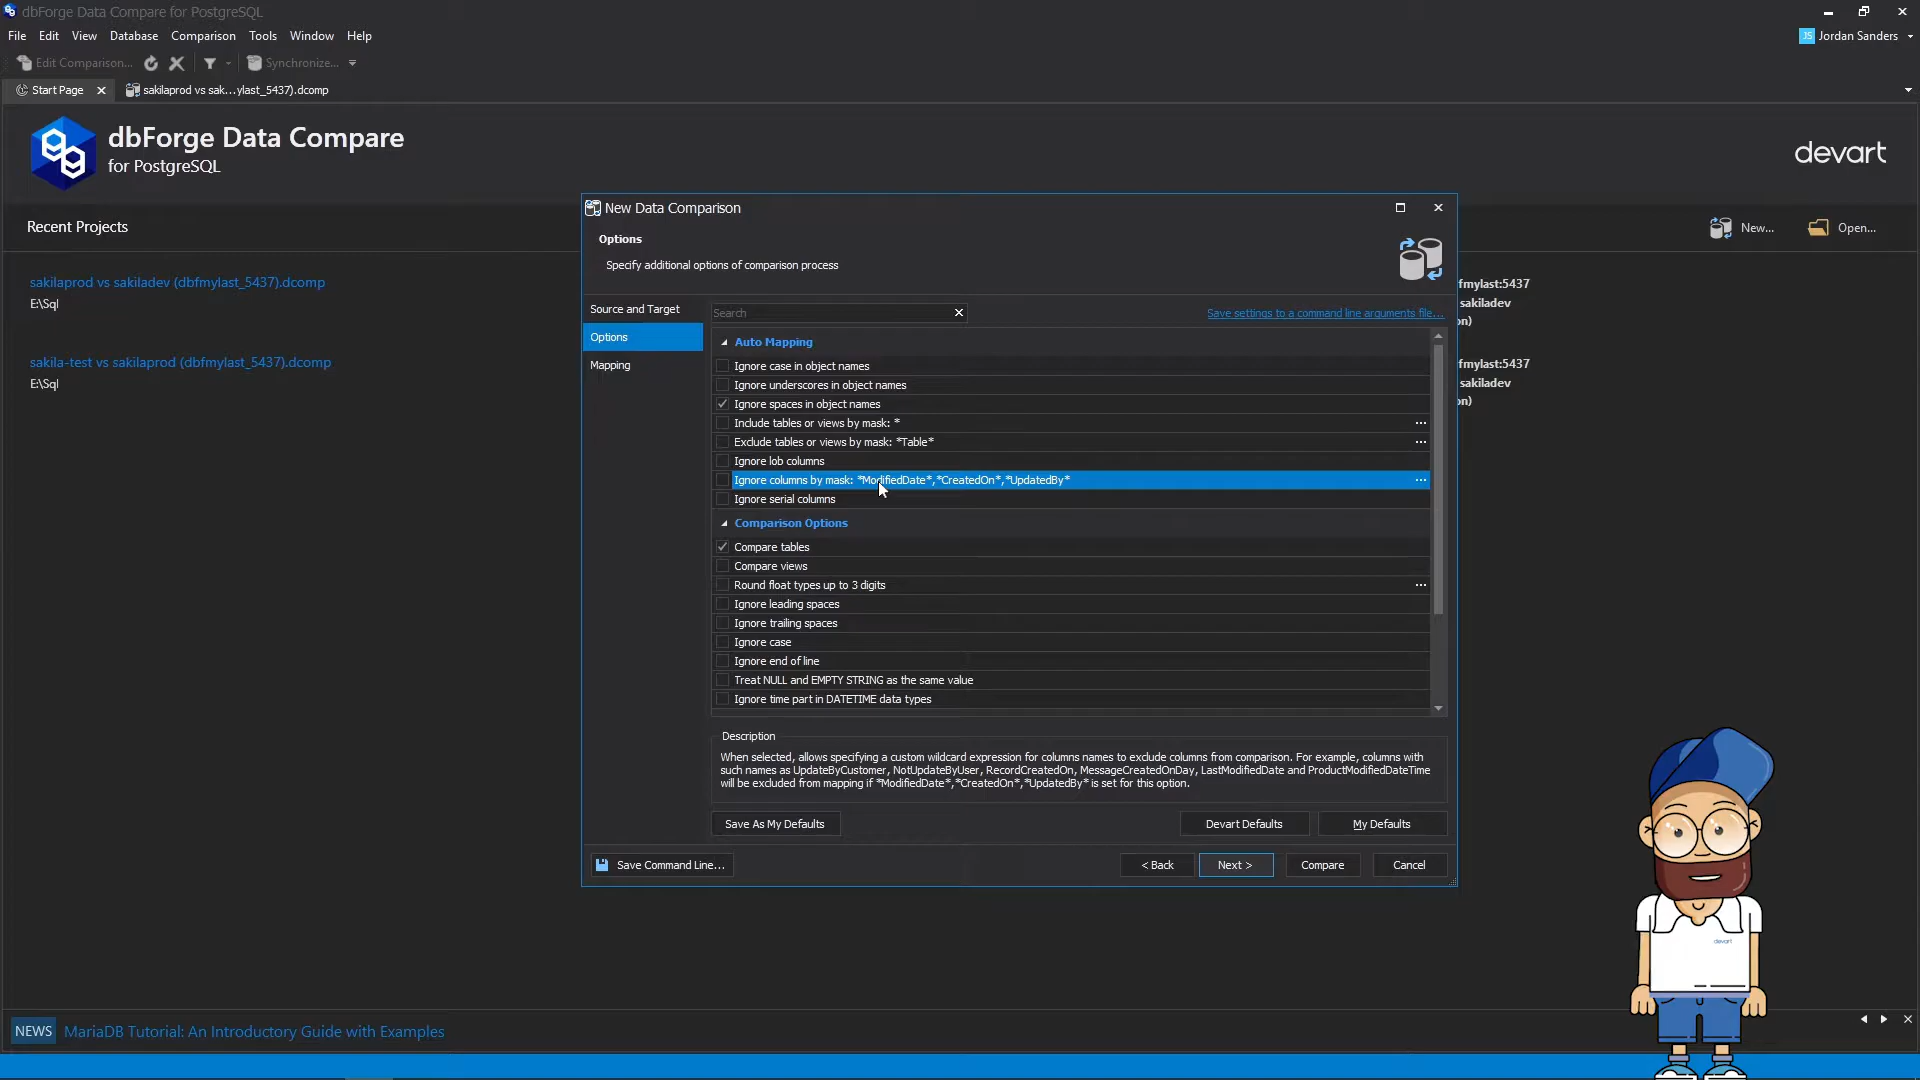 dbForge Data Compare for PostgreSQL
File Edit View Database Comparison Tools Window Help
JS Jordan Sanders
Edit Comparison... Synchronize...
Start Page
sakilaprod vs sak...ylast_5437).dcomp
dbForge Data Compare
for PostgreSQL
devart
Recent Projects
New... Open...
sakilaprod vs sakiladev (dbfmylast_5437).dcomp
E:\Sql
sakila-test vs sakilaprod (dbfmylast_5437).dcomp
E:\Sql
fmylast:5437
sakiladev
on)
fmylast:5437
sakiladev
on)
New Data Comparison
Options
Specify additional options of comparison process
Source and Target
Options
Mapping
Search
Save settings to a command line arguments file...
Auto Mapping
Ignore case in object names
Ignore underscores in object names
Ignore spaces in object names
Include tables or views by mask: * ...
Exclude tables or views by mask: *Table* ...
Ignore lob columns
Ignore columns by mask: *ModifiedDate*,*CreatedOn*,*UpdatedBy* ...
Ignore serial columns
Comparison Options
Compare tables
Compare views
Round float types up to 3 digits ...
Ignore leading spaces
Ignore trailing spaces
Ignore case
Ignore end of line
Treat NULL and EMPTY STRING as the same value
Ignore time part in DATETIME data types
Description
When selected, allows specifying a custom wildcard expression for columns names to exclude columns from comparison. For example, columns with
such names as UpdateByCustomer, NotUpdateByUser, RecordCreatedOn, MessageCreatedOnDay, LastModifiedDate and ProductModifiedDateTime
will be excluded from mapping if *ModifiedDate*,*CreatedOn*,*UpdatedBy* is set for this option.
Save As My Defaults
Devart Defaults
My Defaults
Save Command Line...
< Back
Next >
Compare
Cancel
devart
NEWS MariaDB Tutorial: An Introductory Guide with Examples